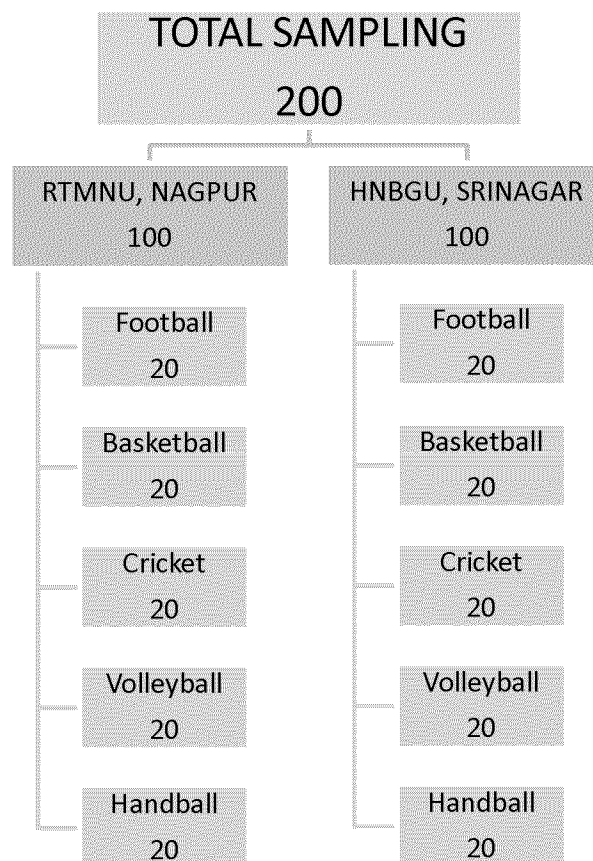 TOTAL SAMPLING
200
RTMNU, NAGPUR
100
Football
20
Basketball
20
Cricket
20
Volleyball
20
Handball
20
HNBGU, SRINAGAR
100
Football
20
Basketball
20
Cricket
20
Volleyball
20
Handball
20